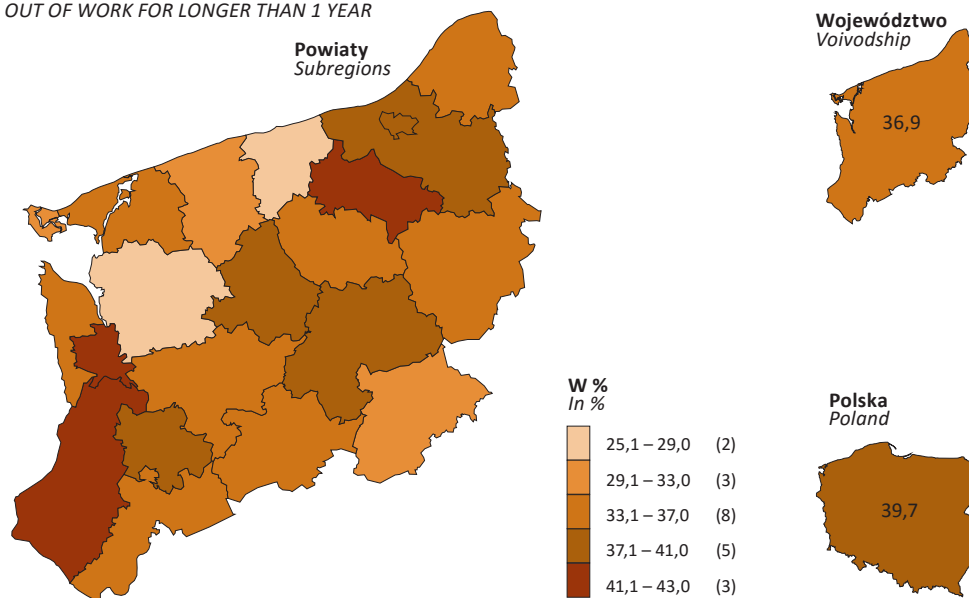 OUT OF WORK FOR LONGER THAN 1 YEAR
Powiaty
Subregions
Województwo
Voivodship
36,9
W %
In %
25,1 – 29,0 (2)
29,1 – 33,0 (3)
33,1 – 37,0 (8)
37,1 – 41,0 (5)
41,1 – 43,0 (3)
Polska
Poland
39,7